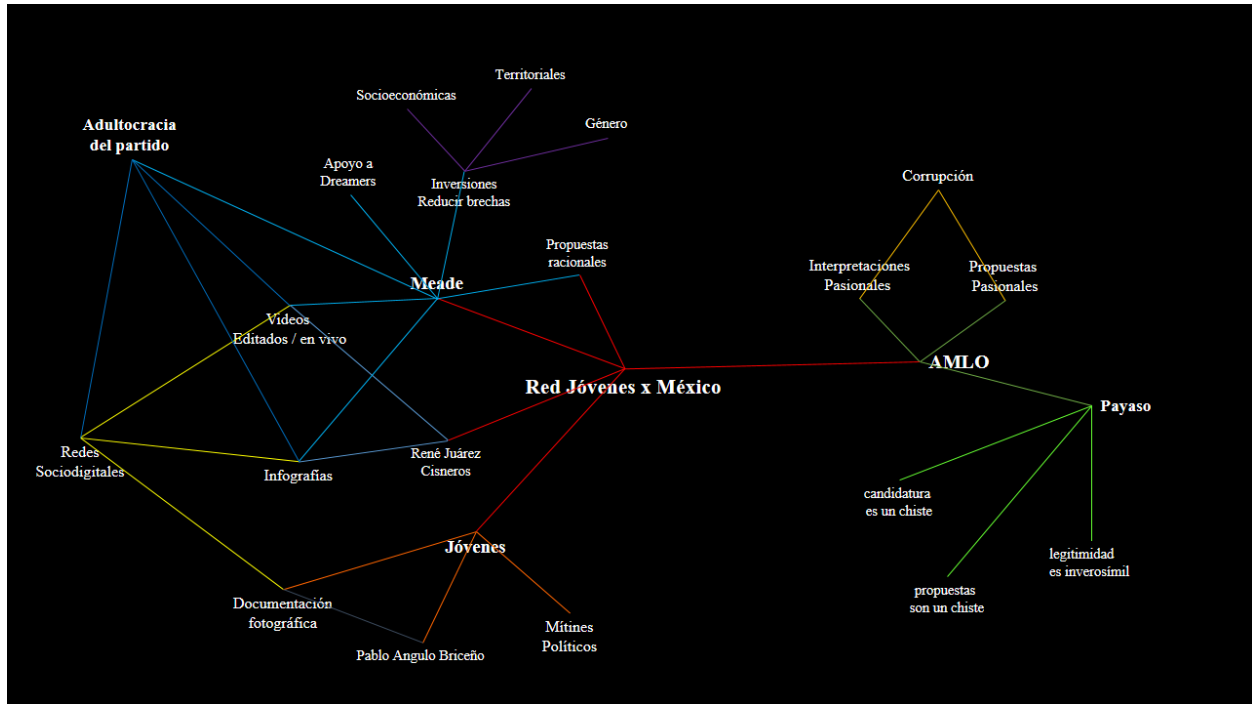 Territoriales
Socioeconómicas
Género
Adultocracia
del partido
Apoyo a
Dreamers
Inversiones
Reducir brechas
Corrupción
Propuestas
racionales
Interpretaciones
Pasionales
Propuestas
Pasionales
Meade
Videos
Editados / en vivo
AMLO
Red Jóvenes x México
Payaso
Redes
Sociodigitales
Infografías
René Juárez
Cisneros
candidatura
es un chiste
Jóvenes
legitimidad
es inverosímil
propuestas
son un chiste
Documentación
fotográfica
Mítines
Políticos
Pablo Angulo Briceño